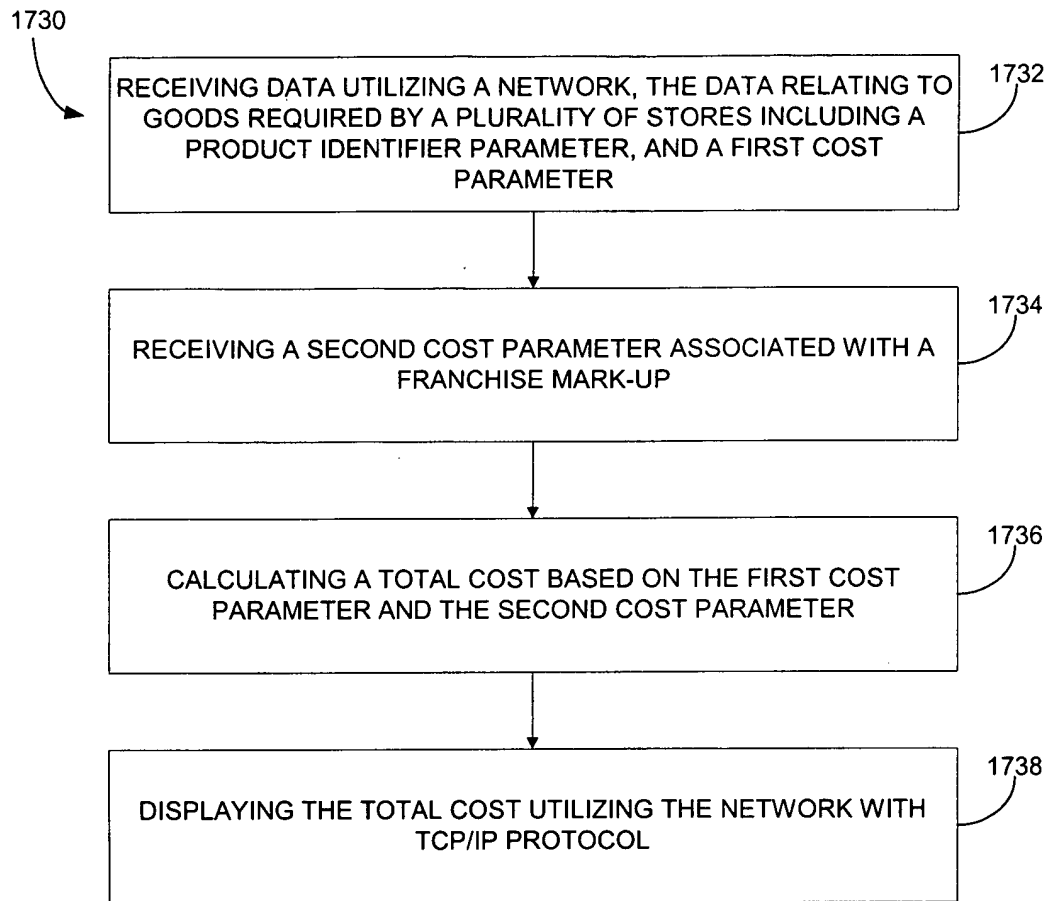 1730
1732
RECEIVING DATA UTILIZING A NETWORK, THE DATA RELATING TO
GOODS REQUIRED BY A PLURALITY OF STORES INCLUDING A
PRODUCT IDENTIFIER PARAMETER, AND A FIRST COST
PARAMETER
1734
RECEIVING A SECOND COST PARAMETER ASSOCIATED WITH A
FRANCHISE MARK-UP
1736
CALCULATING A TOTAL COST BASED ON THE FIRST COST
PARAMETER AND THE SECOND COST PARAMETER
1738
DISPLAYING THE TOTAL COST UTILIZING THE NETWORK WITH
TCP/IP PROTOCOL